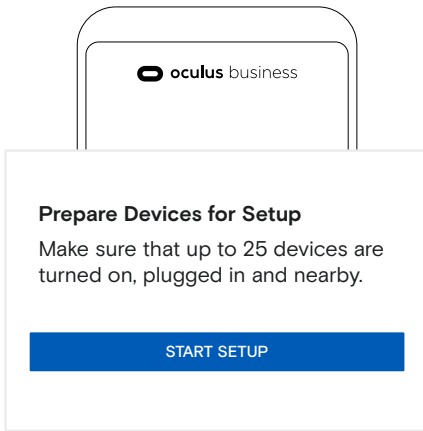 oculus business
Prepare Devices for Setup
Make sure that up to 25 devices are
turned on, plugged in and nearby.
START SETUP